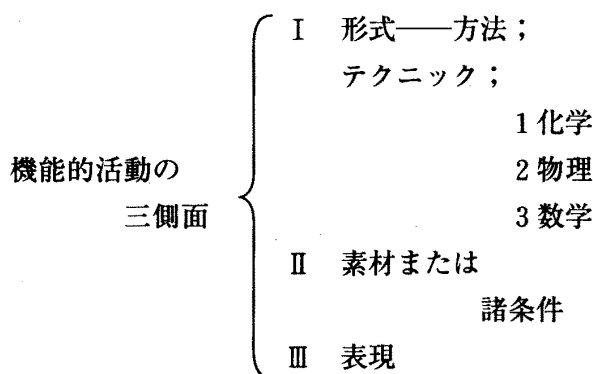 Ⅰ 形式——方法；
テクニック；
1 化学
機能的活動の
2 物理
三側面
3 数学
Ⅱ 素材または
諸条件
Ⅲ 表現